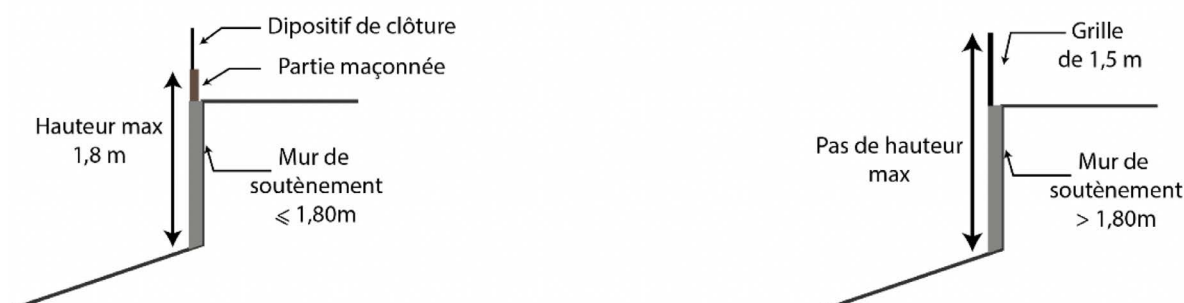 Dipositif de clôture
Partie maçonnée
Hauteur max
1,8 m
Mur de
soutènement
⩽ 1,80m
Grille
de 1,5 m
Pas de hauteur
max
Mur de
soutènement
> 1,80m